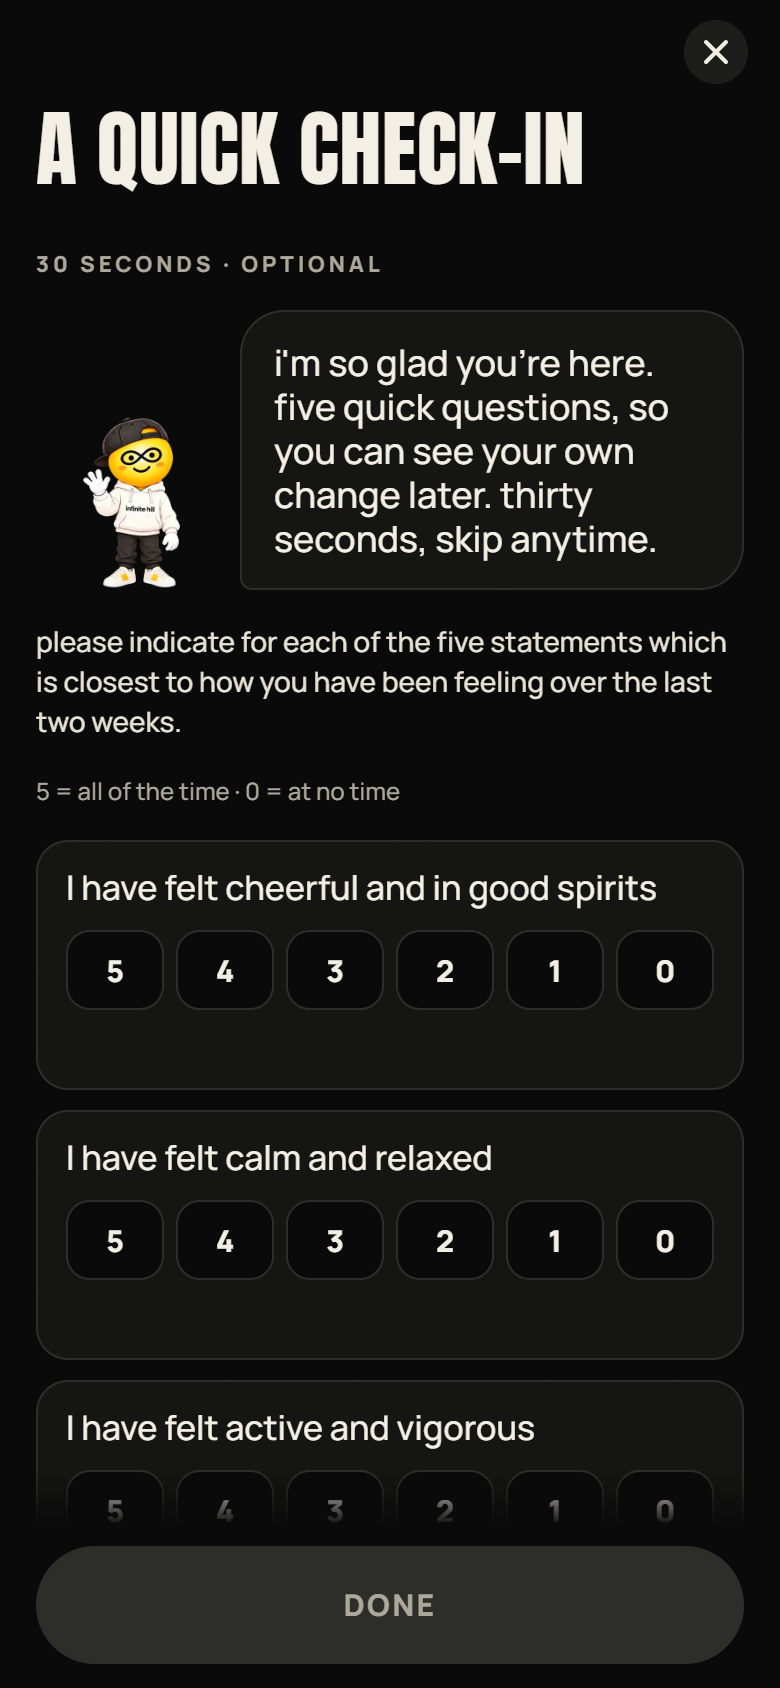 A QUICK CHECK-IN
30 SECONDS · OPTIONAL
i'm so glad you’re here.
five quick questions, so
you can see your own
change later. thirty
seconds, skip anytime.
infinite hill
please indicate for each of the five statements which
is closest to how you have been feeling over the last
two weeks.
5 = all of the time · 0 = at no time
I have felt cheerful and in good spirits
5 4 3 2 1 0
I have felt calm and relaxed
5 4 3 2 1 0
I have felt active and vigorous
5 4 3 2 1 0
DONE